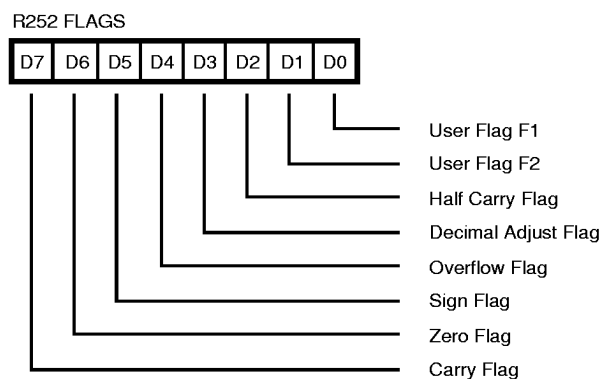 R252 FLAGS
D7 D6 D5 D4 D3 D2 D1 D0
User Flag F1
User Flag F2
Half Carry Flag
Decimal Adjust Flag
Overflow Flag
Sign Flag
Zero Flag
Carry Flag